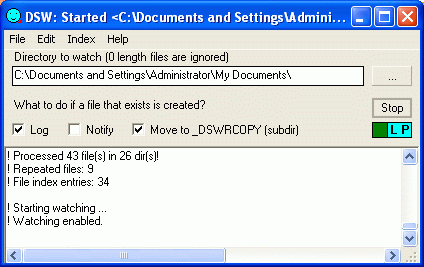 DSW: Started <C:\Documents and Settings\Admini...
File Edit Index Help
Directory to watch (0 length files are ignored)
C:\Documents and Settings\Administrator\My Documents\
...
What to do if a file that exists is created?
Stop
Log Notify Move to _DSWRCOPY (subdir)
L P
! Processed 43 file(s) in 26 dir(s)!
! Repeated files: 9
! File index entries: 34
! Starting watching ...
! Watching enabled.